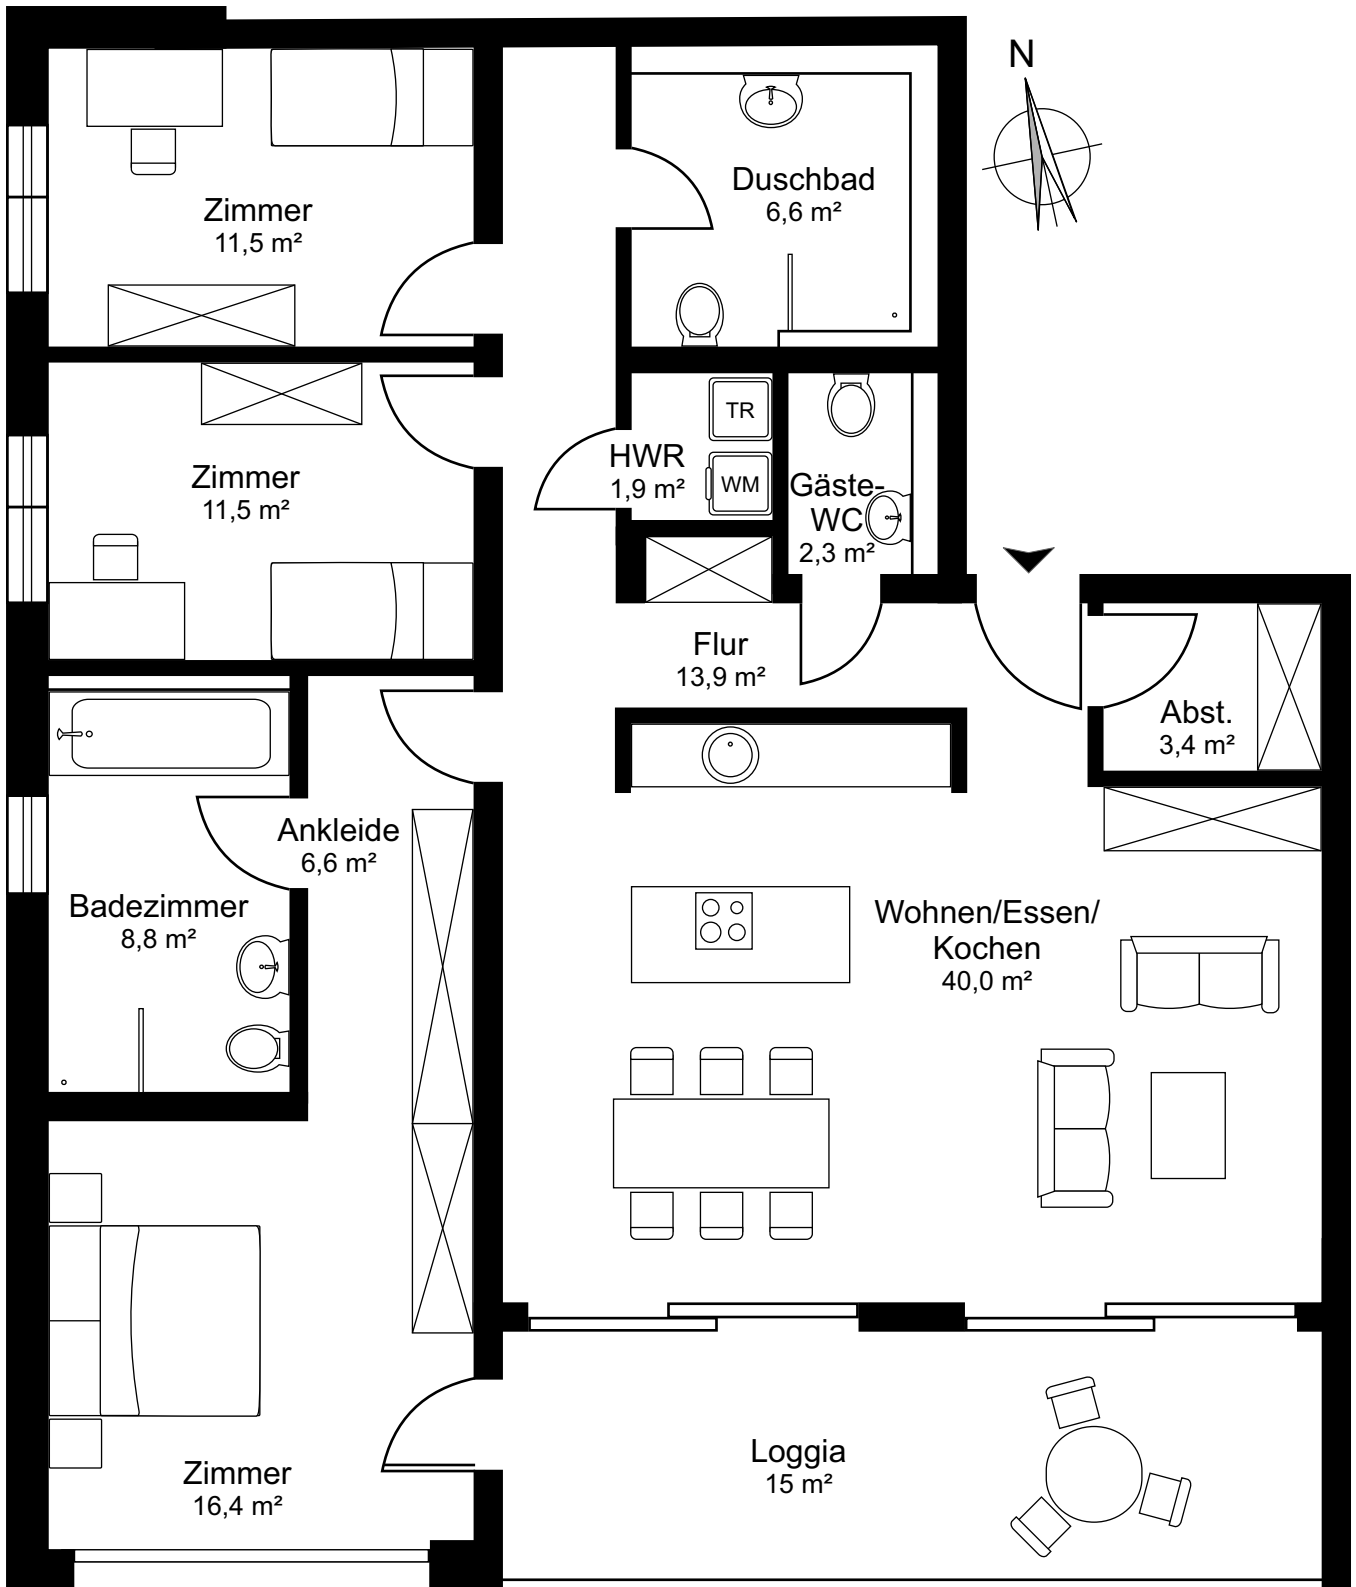 N
Duschbad
6,6 m²
Zimmer
11,5 m²
TR
HWR
1,9 m²
WM
Zimmer
11,5 m²
Gäste-
WC
2,3 m²
Flur
13,9 m²
Abst.
3,4 m²
Ankleide
6,6 m²
Badezimmer
8,8 m²
Wohnen/Essen/
Kochen
40,0 m²
Loggia
15 m²
Zimmer
16,4 m²